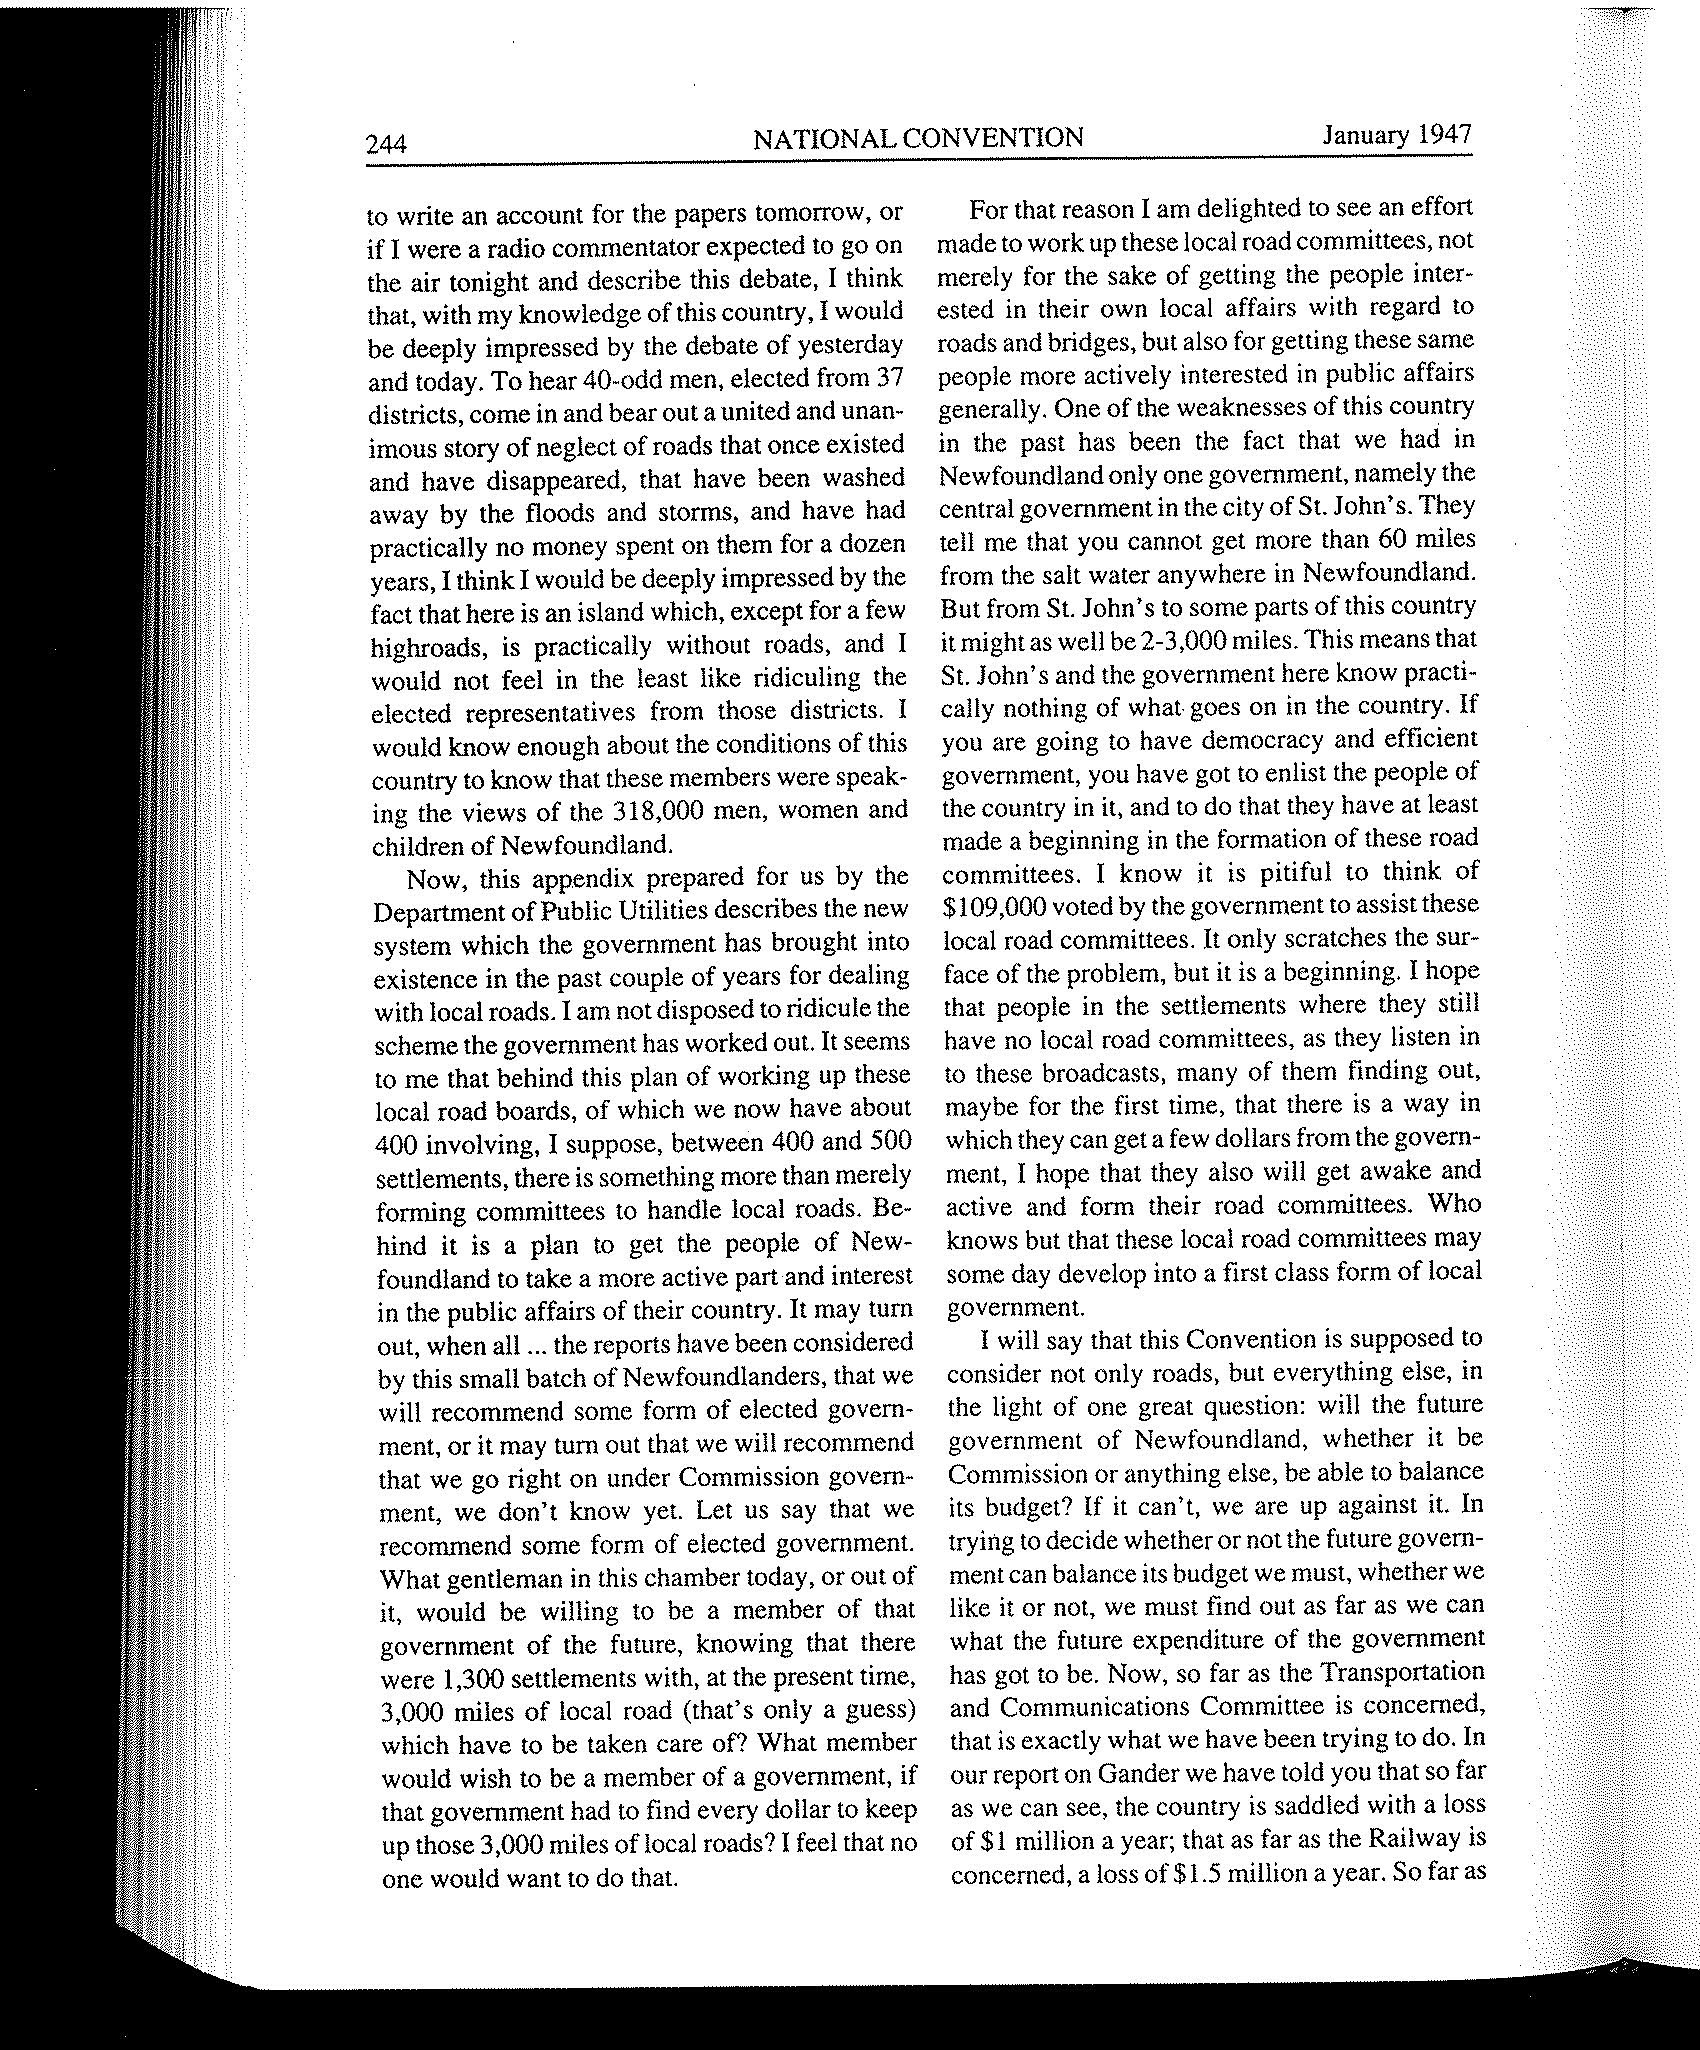 244
NATIONAL CONVENTION
January 1947
to write an account for the papers tomorrow, or
if I were a radio commentator expected to go on
the air tonight and describe this debate, I think
that, with my knowledge of this country, I would
be deeply impressed by the debate of yesterday
and today. To hear 40-odd men, elected from 37
districts, come in and bear out a united and unan-
imous story of neglect of roads that once existed
and have disappeared, that have been washed
away by the floods and storms, and have had
practically no money spent on them for a dozen
years, I think I would be deeply impressed by the
fact that here is an island which, except for a few
highroads, is practically without roads, and I
would not feel in the least like ridiculing the
elected representatives from those districts. I
would know enough about the conditions of this
country to know that these members were speak-
ing the views of the 318,000 men, women and
children of Newfoundland.
Now, this appendix prepared for us by the
Department of Public Utilities describes the new
system which the government has brought into
existence in the past couple of years for dealing
with local roads. I am not disposed to ridicule the
scheme the government has worked out. It seems
to me that behind this plan of working up these
local road boards, of which we now have about
400 involving, I suppose, between 400 and 500
settlements, there is something more than merely
forming committees to handle local roads. Be-
hind it is a plan to get the people of New-
foundland to take a more active part and interest
in the public affairs of their country. It may turn
out, when all ... the reports have been considered
by this small batch of Newfoundlanders, that we
will recommend some form of elected govern-
ment, or it may turn out that we will recommend
that we go right on under Commission govern-
ment, we don't know yet. Let us say that we
recommend some form of elected government.
What gentleman in this chamber today, or out of
it, would be willing to be a member of that
government of the future, knowing that there
were 1,300 settlements with, at the present time,
3,000 miles of local road (that's only a guess)
which have to be taken care of? What member
would wish to be a member of a government, if
that government had to find every dollar to keep
up those 3,000 miles of local roads? I feel that no
one would want to do that.
For that reason I am delighted to see an effort
made to work up these local road committees, not
merely for the sake of getting the people inter-
ested in their own local affairs with regard to
roads and bridges, but also for getting these same
people more actively interested in public affairs
generally. One of the weaknesses of this country
in the past has been the fact that we had in
Newfoundland only one government, namely the
central government in the city of St. John's. They
tell me that you cannot get more than 60 miles
from the salt water anywhere in Newfoundland.
But from St. John's to some parts of this country
it might as well be 2-3,000 miles. This means that
St. John's and the government here know practi-
cally nothing of what goes on in the country. If
you are going to have democracy and efficient
government, you have got to enlist the people of
the country in it, and to do that they have at least
made a beginning in the formation of these road
committees. I know it is pitiful to think of
$109,000 voted by the government to assist these
local road committees. It only scratches the sur-
face of the problem, but it is a beginning. I hope
that people in the settlements where they still
have no local road committees, as they listen in
to these broadcasts, many of them finding out,
maybe for the first time, that there is a way in
which they can get a few dollars from the govern-
ment, I hope that they also will get awake and
active and form their road committees. Who
knows but that these local road committees may
some day develop into a first class form of local
government.
I will say that this Convention is supposed to
consider not only roads, but everything else, in
the light of one great question: will the future
government of Newfoundland, whether it be
Commission or anything else, be able to balance
its budget? If it can't, we are up against it. In
trying to decide whether or not the future govern-
ment can balance its budget we must, whether we
like it or not, we must find out as far as we can
what the future expenditure of the government
has got to be. Now, so far as the Transportation
and Communications Committee is concerned,
that is exactly what we have been trying to do. In
our report on Gander we have told you that so far
as we can see, the country is saddled with a loss
of $1 million a year; that as far as the Railway is
concerned, a loss of $1.5 million a year. So far as